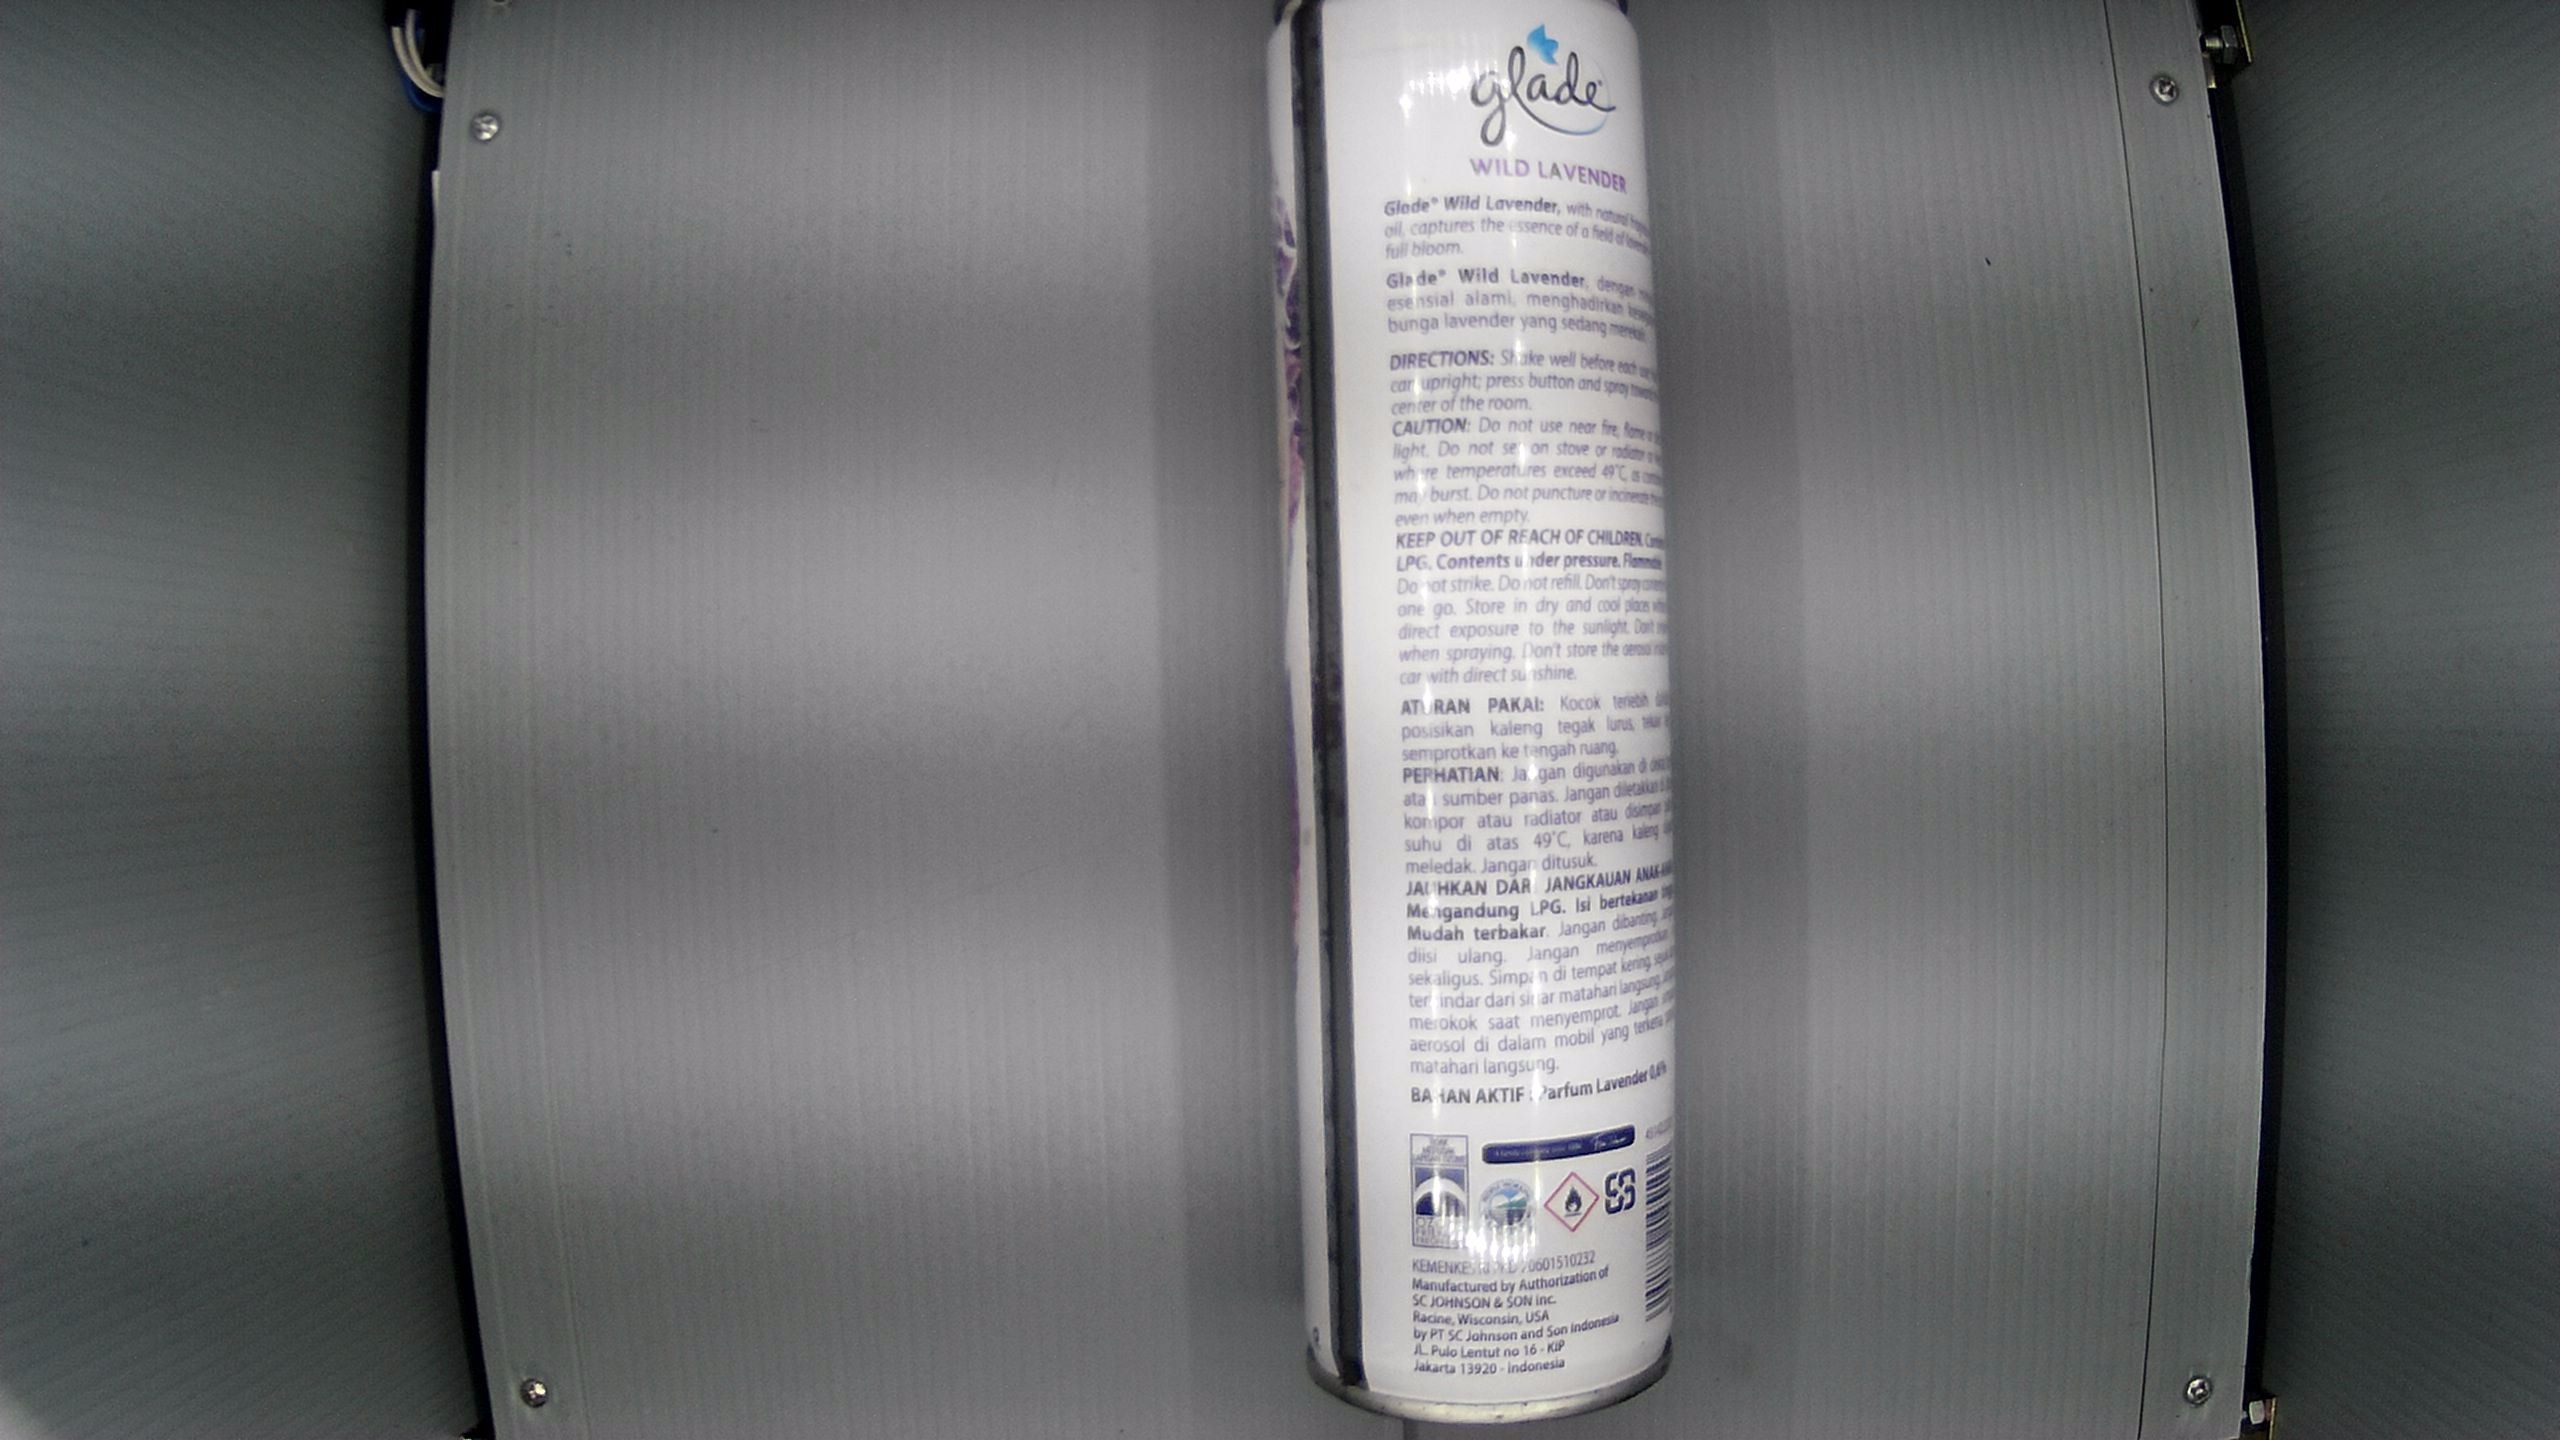 glade
WILD LAVENDER
Glade® Wild Lavender, with natural
oil, captures the essence of a field of
full bloom.
Glade® Wild Lavender, dengan
esensial alami, menghadirkan
bunga lavender yang sedang merekah.
DIRECTIONS: Shake well before each
can upright; press button and spray
center of the room.
CAUTION: Do not use near fire, flame
light. Do not set on stove or radiator
where temperatures exceed 49°C, as
may burst. Do not puncture or incinerate
even when empty.
KEEP OUT OF REACH OF CHILDREN.
LPG. Contents under pressure. Flammable
Do not strike. Do not refill. Don't spray
one go. Store in dry and cool places
direct exposure to the sunlight. Don't
when spraying. Don't store the aerosol
car with direct sunshine.
ATURAN PAKAI: Kocok terlebih
posisikan kaleng tegak lurus,
semprotkan ke tengah ruang.
PERHATIAN: Jangan digunakan di
atau sumber panas. Jangan diletakkan di
kompor atau radiator atau disimpan
suhu di atas 49°C, karena kaleng
meledak. Jangan ditusuk.
JAUHKAN DARI JANGKAUAN
Mengandung LPG. Isi bertekanan
Mudah terbakar. Jangan dibanting.
diisi ulang. Jangan menyemprotkan
sekaligus. Simpan di tempat kering,
terhindar dari sinar matahari langsung.
merokok saat menyemprot. Jangan
aerosol di dalam mobil yang terkena
matahari langsung.
BAHAN AKTIF : Parfum Lavender 0,6%
Manufactured by Authorization of
SC JOHNSON & SON inc.
Racine, Wisconsin, USA
by PT SC Johnson and Son Indonesia
JL. Pulo Lentut no 16 - KIP
Jakarta 13920 - Indonesia